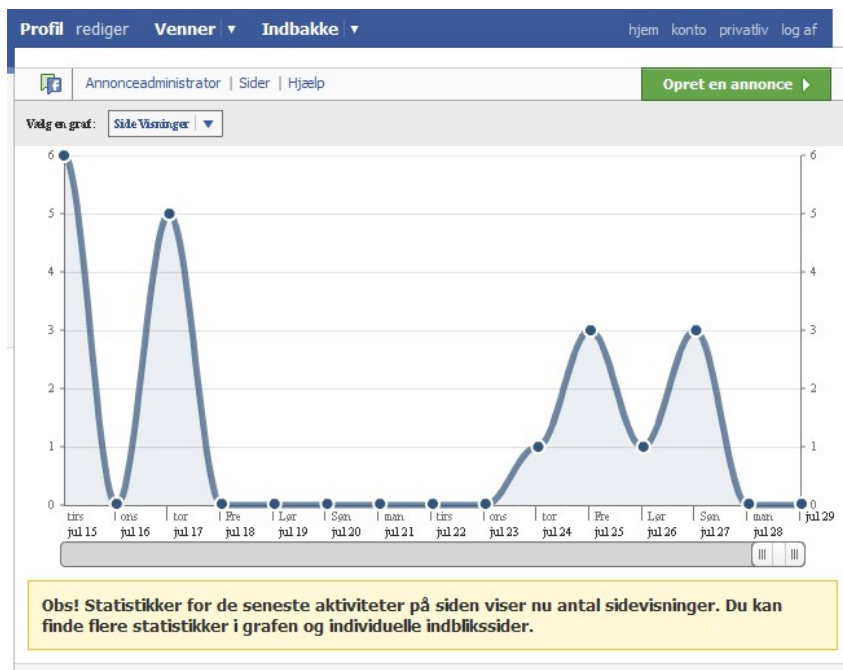 Profil rediger Venner Indbakke hjem konto privatliv log af
Annonceadministrator | Sider | Hjælp Opret en annonce
Vælg en graf: Side Visninger
6 6
5 5
4 4
3 3
2 2
1 1
0 0
tirs ons tor Fre Lør Søn man tirs ons tor Fre Lør Søn man jul 29
jul 15 jul 16 jul 17 jul 18 jul 19 jul 20 jul 21 jul 22 jul 23 jul 24 jul 25 jul 26 jul 27 jul 28
Obs! Statistikker for de seneste aktiviteter på siden viser nu antal sidevisninger. Du kan
finde flere statistikker i grafen og individuelle indblikssider.